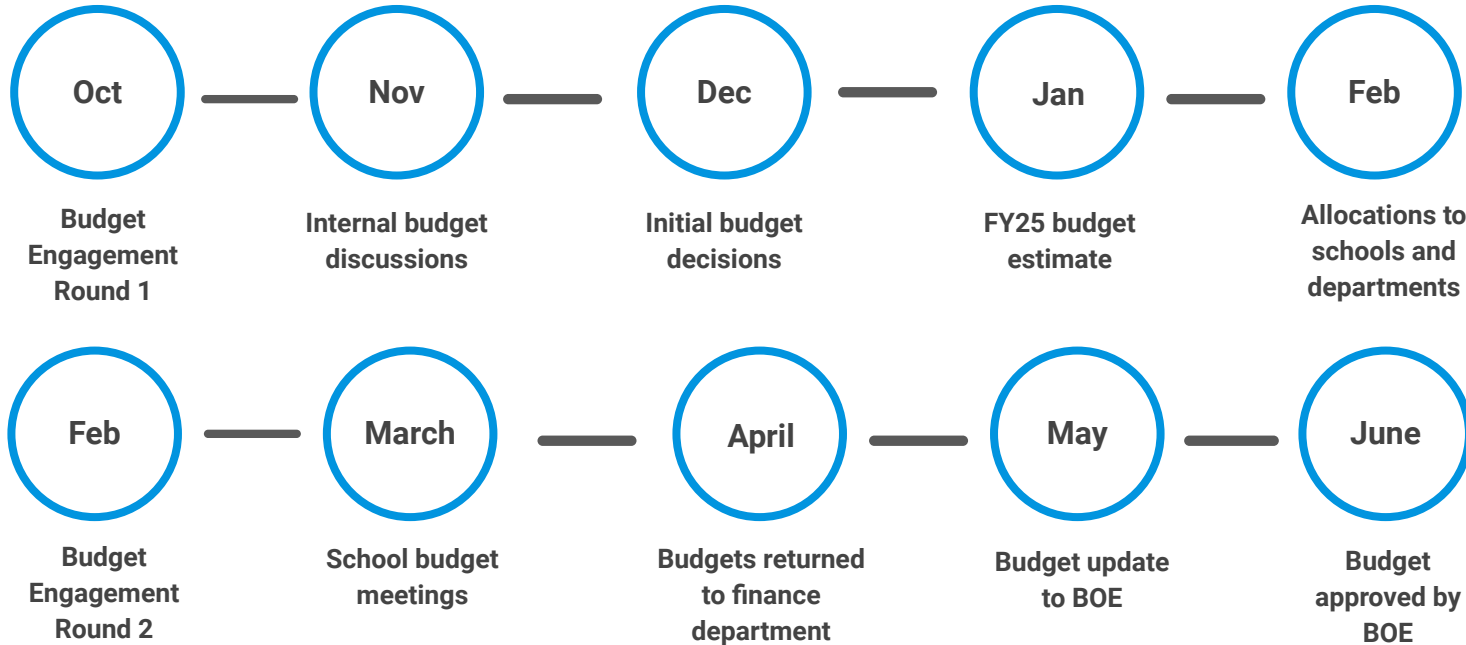 Oct
Nov
Dec
Jan
Feb
Budget
Engagement
Round 1
Internal budget
discussions
Initial budget
decisions
FY25 budget
estimate
Allocations to
schools and
departments
Feb
March
April
May
June
Budget
Engagement
Round 2
School budget
meetings
Budgets returned
to finance
department
Budget update
to BOE
Budget
approved by
BOE